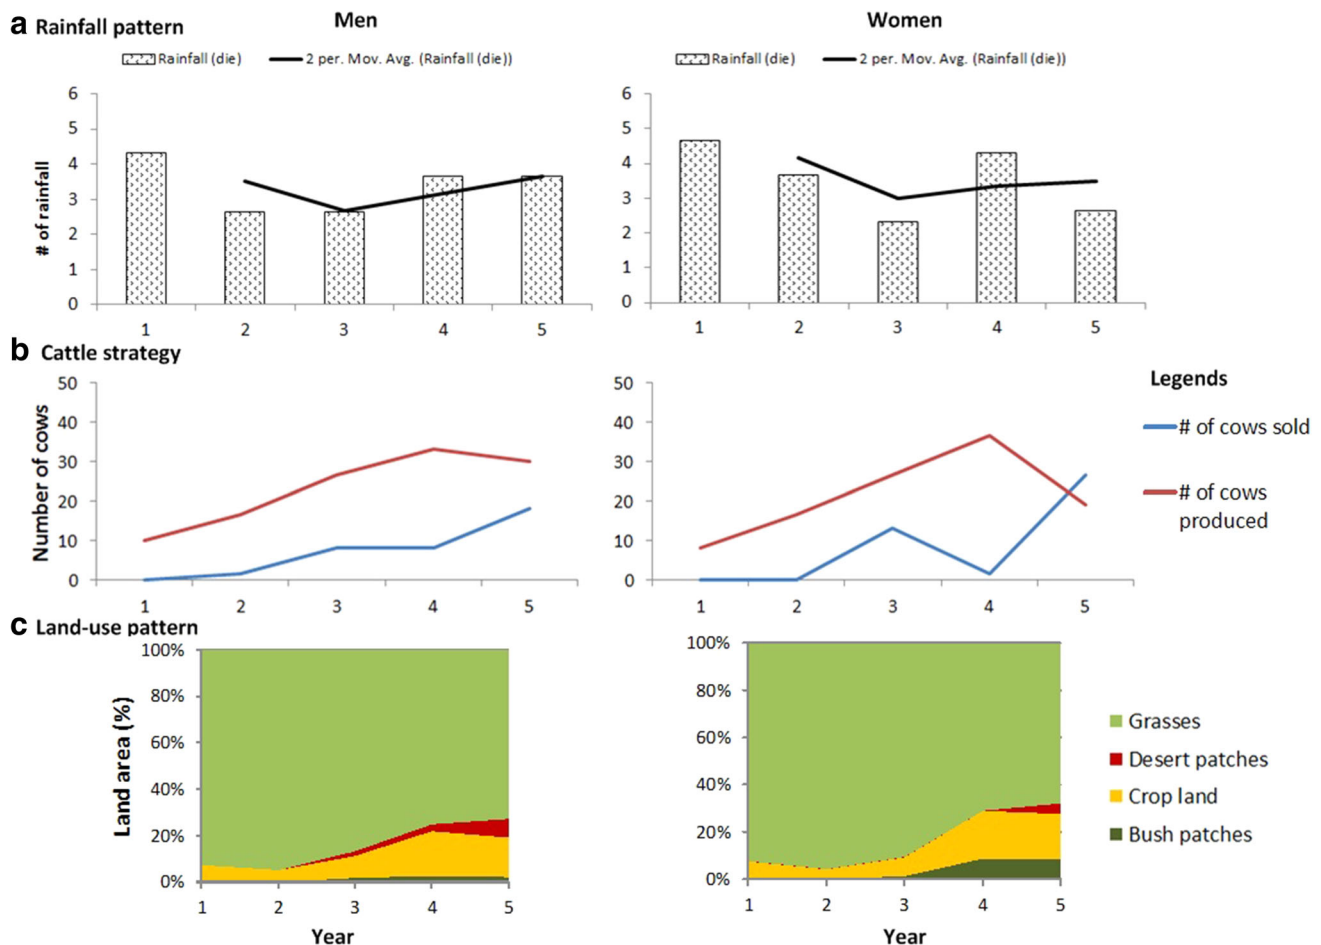 a Rainfall pattern
Men
Women
Rainfall (die)
2 per. Mov. Avg. (Rainfall (die))
Rainfall (die)
2 per. Mov. Avg. (Rainfall (die))
# of rainfall
6
5
4
3
2
1
0
1 2 3 4 5
6
5
4
3
2
1
0
1 2 3 4 5
b Cattle strategy
Number of cows
50
40
30
20
10
0
1 2 3 4 5
50
40
30
20
10
0
1 2 3 4 5
Legends
# of cows sold
# of cows
produced
c Land-use pattern
Land area (%)
100%
80%
60%
40%
20%
0%
1 2 3 4 5
Year
100%
80%
60%
40%
20%
0%
1 2 3 4 5
Year
Grasses
Desert patches
Crop land
Bush patches